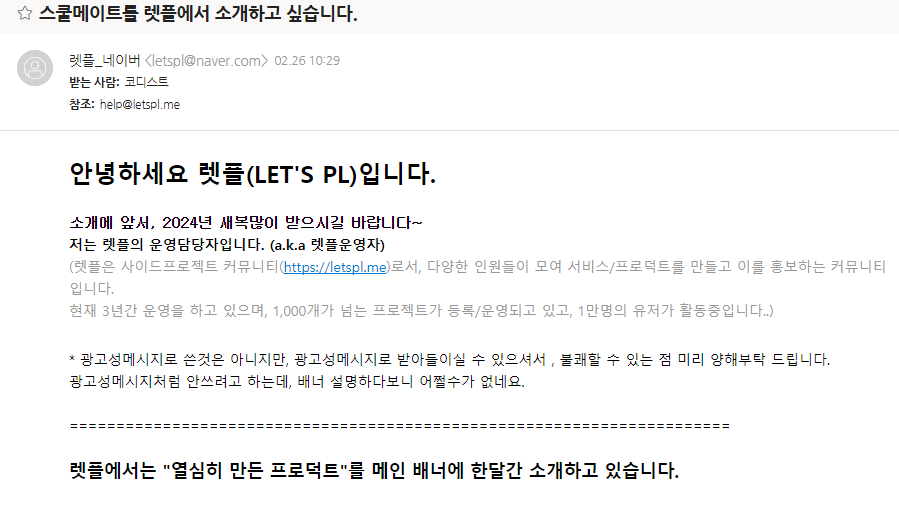 스쿨메이트를 렛플에서 소개하고 싶습니다.
렛플_네이버 <letspl@naver.com> 02.26 10:29
받는 사람: 코디스트
참조: help@letspl.me
안녕하세요 렛플(LET'S PL)입니다.
소개에 앞서, 2024년 새복많이 받으시길 바랍니다~
저는 렛플의 운영담당자입니다. (a.k.a 렛플운영자)
(렛플은 사이드프로젝트 커뮤니티(https://letspl.me)로서, 다양한 인원들이 모여 서비스/프로덕트를 만들고 이를 홍보하는 커뮤니티
입니다.
현재 3년간 운영을 하고 있으며, 1,000개가 넘는 프로젝트가 등록/운영되고 있고, 1만명의 유저가 활동중입니다..)
* 광고성메시지로 쓴것은 아니지만, 광고성메시지로 받아들이실 수 있으셔서 , 불쾌할 수 있는 점 미리 양해부탁 드립니다.
광고성메시지처럼 안쓰려고 하는데, 배너 설명하다보니 어쩔수가 없네요.
=======================================================================
렛플에서는 "열심히 만든 프로덕트"를 메인 배너에 한달간 소개하고 있습니다.